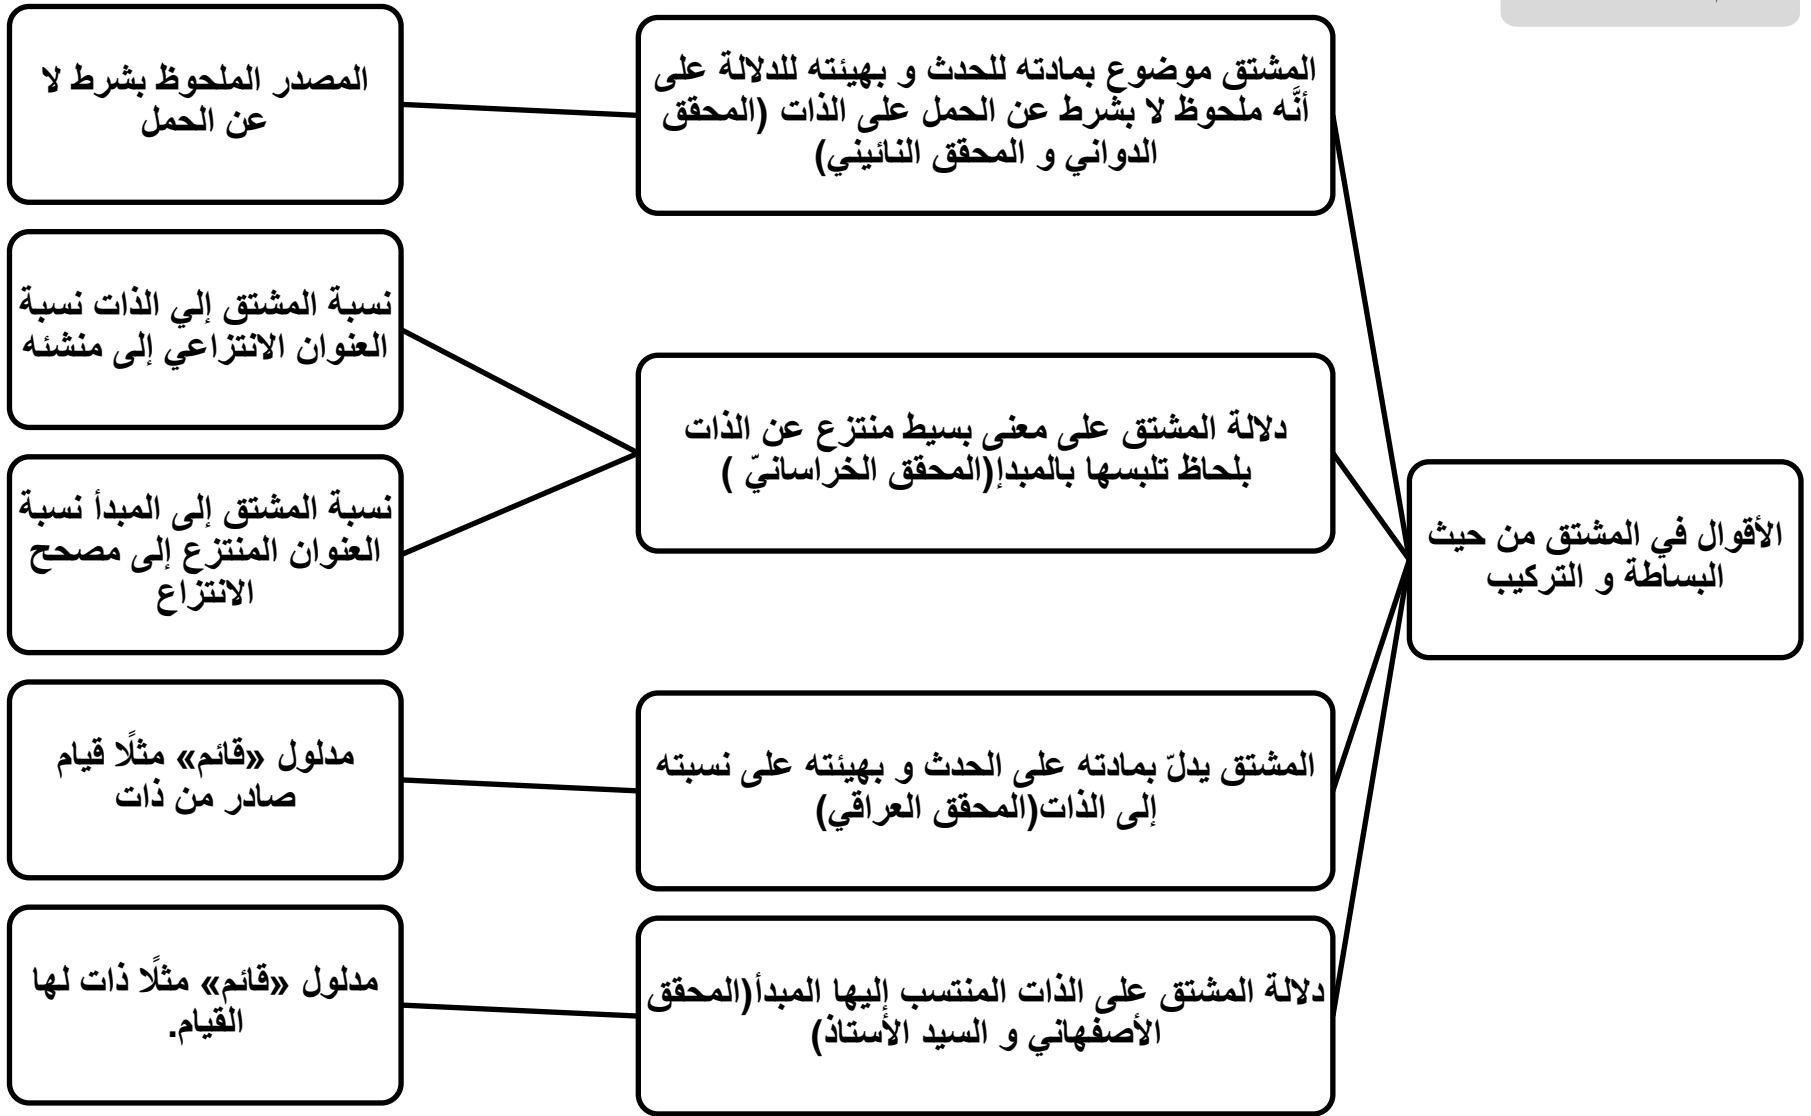 الأقوال في المشتق من حيث
البساطة و التركيب
المشتق موضوع بمادته للحدث و بهيئته للدلالة على
أنَّه ملحوظ لا بشرط عن الحمل على الذات (المحقق
الدواني و المحقق النائيني)
المصدر الملحوظ بشرط لا
عن الحمل
دلالة المشتق على معنى بسيط منتزع عن الذات
بلحاظ تلبسها بالمبدإ(المحقق الخراسانيّ )
نسبة المشتق إلي الذات نسبة
العنوان الانتزاعي إلى منشئه
نسبة المشتق إلى المبدأ نسبة
العنوان المنتزع إلى مصحح
الانتزاع
المشتق يدلّ بمادته على الحدث و بهيئته على نسبته
إلى الذات(المحقق العراقي)
مدلول «قائم» مثلًا قيام
صادر من ذات
دلالة المشتق على الذات المنتسب إليها المبدأ(المحقق
الأصفهاني و السيد الأستاذ)
مدلول «قائم» مثلًا ذات لها
القيام.